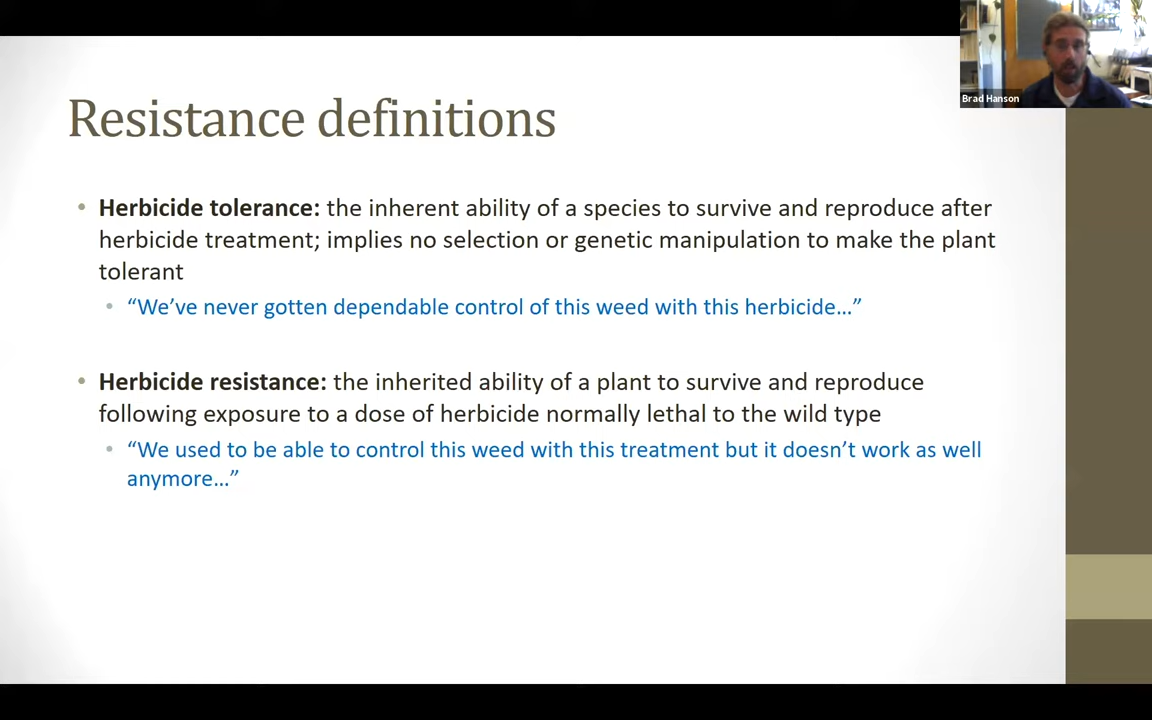 Brad Hanson
Resistance definitions
• Herbicide tolerance: the inherent ability of a species to survive and reproduce after
herbicide treatment; implies no selection or genetic manipulation to make the plant
tolerant
• “We’ve never gotten dependable control of this weed with this herbicide…”
• Herbicide resistance: the inherited ability of a plant to survive and reproduce
following exposure to a dose of herbicide normally lethal to the wild type
• “We used to be able to control this weed with this treatment but it doesn’t work as well
anymore…”